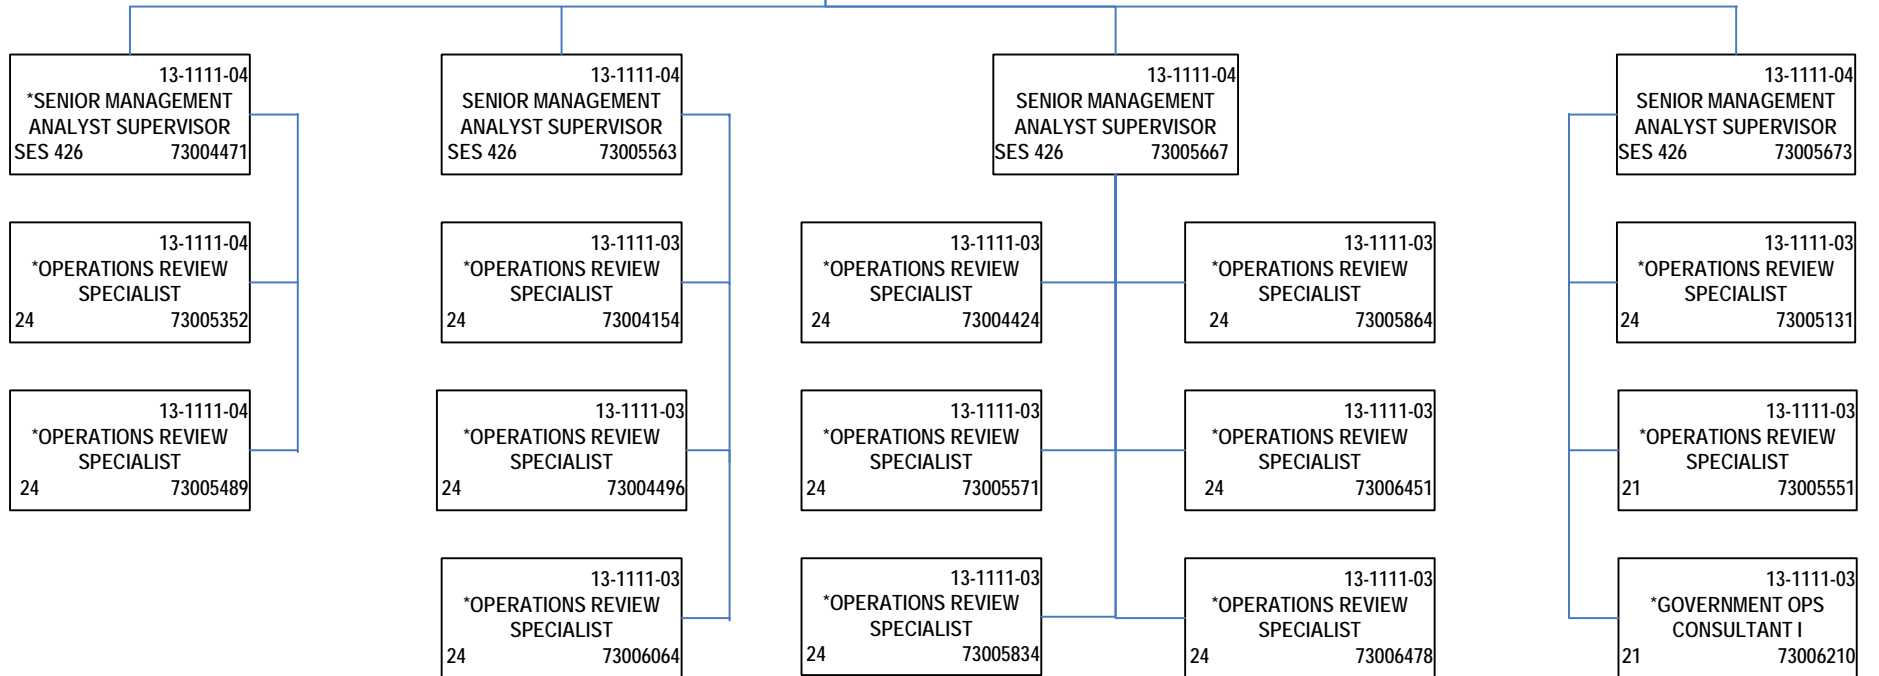 13-1111-04
*SENIOR MANAGEMENT
ANALYST SUPERVISOR
SES 426 73004471
13-1111-04
*OPERATIONS REVIEW
SPECIALIST
24 73005352
13-1111-04
*OPERATIONS REVIEW
SPECIALIST
24 73005489
13-1111-04
SENIOR MANAGEMENT
ANALYST SUPERVISOR
SES 426 73005563
13-1111-03
*OPERATIONS REVIEW
SPECIALIST
24 73004154
13-1111-03
*OPERATIONS REVIEW
SPECIALIST
24 73004496
13-1111-03
*OPERATIONS REVIEW
SPECIALIST
24 73006064
13-1111-04
SENIOR MANAGEMENT
ANALYST SUPERVISOR
SES 426 73005667
13-1111-03
*OPERATIONS REVIEW
SPECIALIST
24 73004424
13-1111-03
*OPERATIONS REVIEW
SPECIALIST
24 73005571
13-1111-03
*OPERATIONS REVIEW
SPECIALIST
24 73005834
13-1111-03
*OPERATIONS REVIEW
SPECIALIST
24 73005864
13-1111-03
*OPERATIONS REVIEW
SPECIALIST
24 73006451
13-1111-03
*OPERATIONS REVIEW
SPECIALIST
24 73006478
13-1111-04
SENIOR MANAGEMENT
ANALYST SUPERVISOR
SES 426 73005673
13-1111-03
*OPERATIONS REVIEW
SPECIALIST
24 73005131
13-1111-03
*OPERATIONS REVIEW
SPECIALIST
21 73005551
13-1111-03
*GOVERNMENT OPS
CONSULTANT I
21 73006210